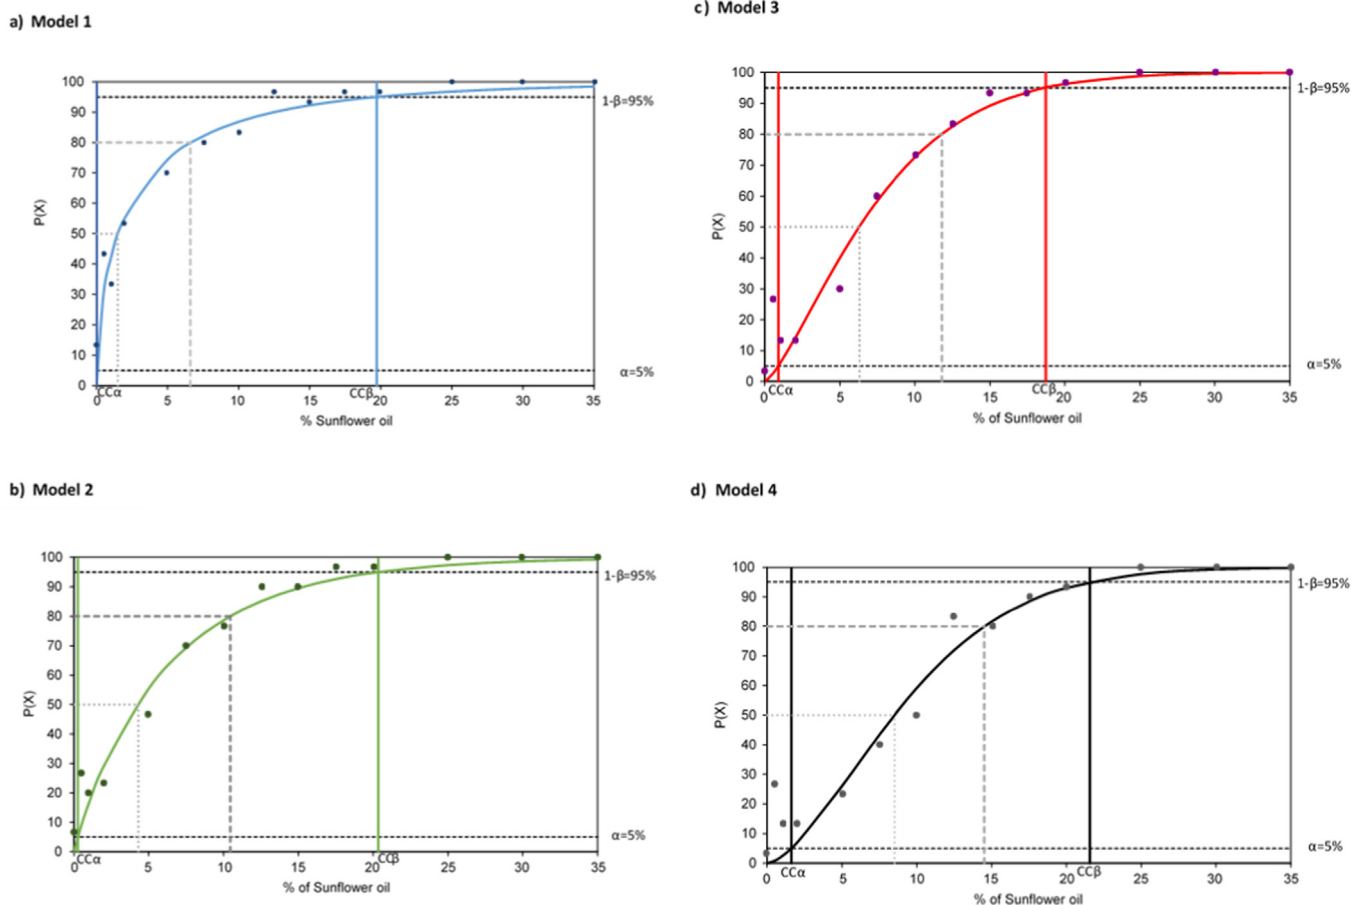 a) Model 1
100
90
80
70
60
50
40
30
20
10
0
P(X)
1-β=95%
α=5%
0 5 10 15 20 25 30 35
CCα CCβ
% Sunflower oil
b) Model 2
100
90
80
70
60
50
40
30
20
10
0
P(X)
1-β=95%
α=5%
0 5 10 15 20 25 30 35
CCα CCβ
% of Sunflower oil
c) Model 3
100
90
80
70
60
50
40
30
20
10
0
P(X)
1-β=95%
α=5%
0 5 10 15 20 25 30 35
CCα CCβ
% of Sunflower oil
d) Model 4
100
90
80
70
60
50
40
30
20
10
0
P(X)
1-β=95%
α=5%
0 5 10 15 20 25 30 35
CCα CCβ
% of Sunflower oil